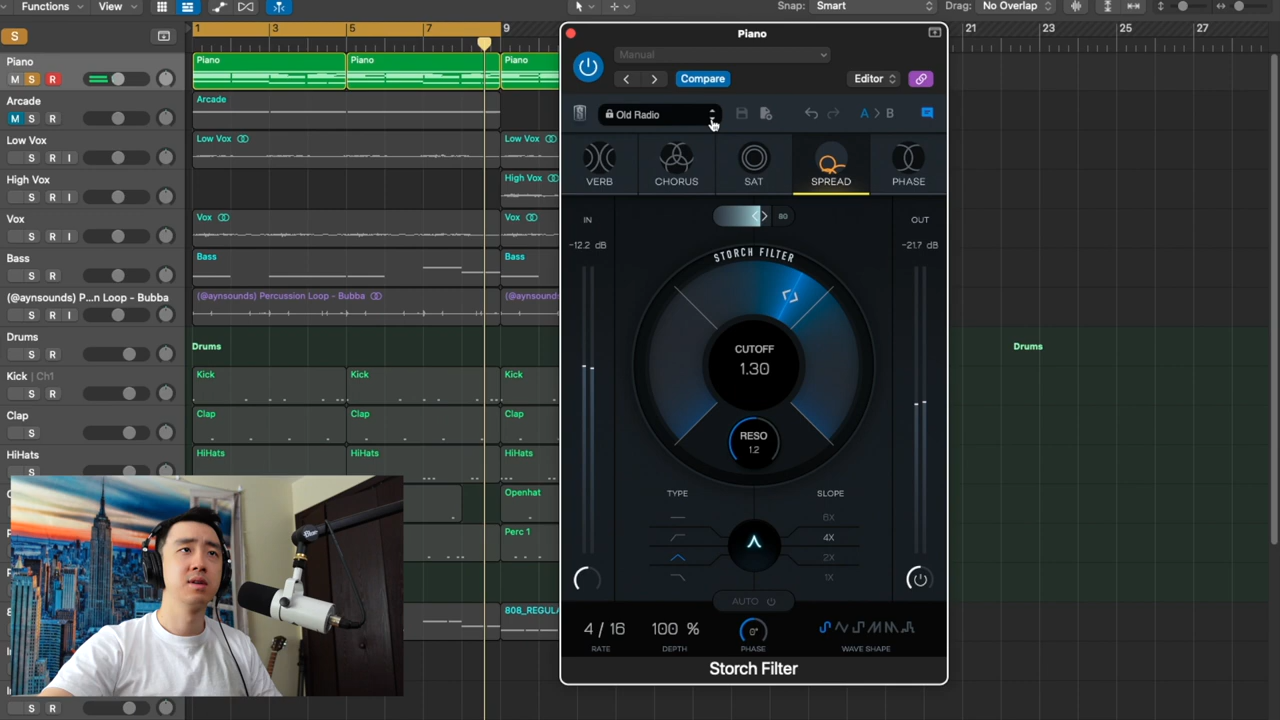 Functions
View
Snap: Smart
Drag: No Overlap
S
1
3
5
7
9
21
23
25
27
Piano
M S R
Piano
Piano
Piano
Arcade
M S R
Arcade
Low Vox
S R I
Low Vox
Low Vox
High Vox
S R I
High Vox
Vox
S R I
Vox
Vox
Bass
S R
Bass
Bass
(@aynsounds) P...n Loop - Bubba
S R I
(@aynsounds) Percussion Loop - Bubba
(@aynsound
Drums
S R
Drums
Drums
Kick | Ch1
S R
Kick
Kick
Kick
Clap
S
Clap
Clap
Clap
HiHats
S
HiHats
HiHats
HiHats
Openhat
Perc 1
808_REGULA
S R
Piano
Manual
Compare
Editor
Old Radio
A > B
VERB
CHORUS
SAT
SPREAD
PHASE
IN
80
OUT
-12.2 dB
-21.7 dB
STORCH FILTER
CUTOFF
1.30
RESO
1.2
TYPE
SLOPE
6X
4X
2X
1X
AUTO
4 / 16
100 %
0°
RATE
DEPTH
PHASE
WAVE SHAPE
Storch Filter